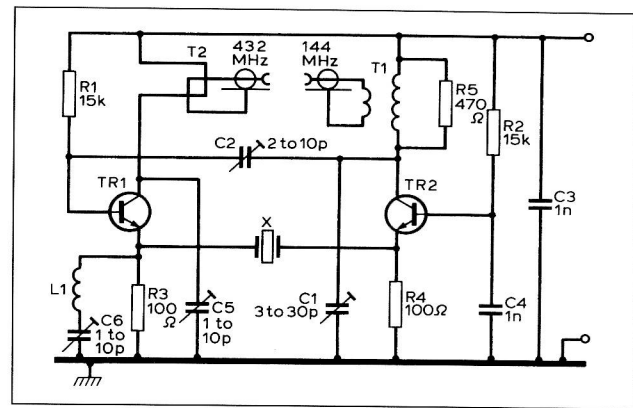 T2
432
MHz
144
MHz
T1
R1
15k
R5
470
Ω
R2
15k
C2
2 to 10p
TR1
TR2
C3
1n
X
L1
R3
100
Ω
C5
1 to
10p
C1
3 to 30p
R4
100Ω
C4
1n
C6
1 to
10p